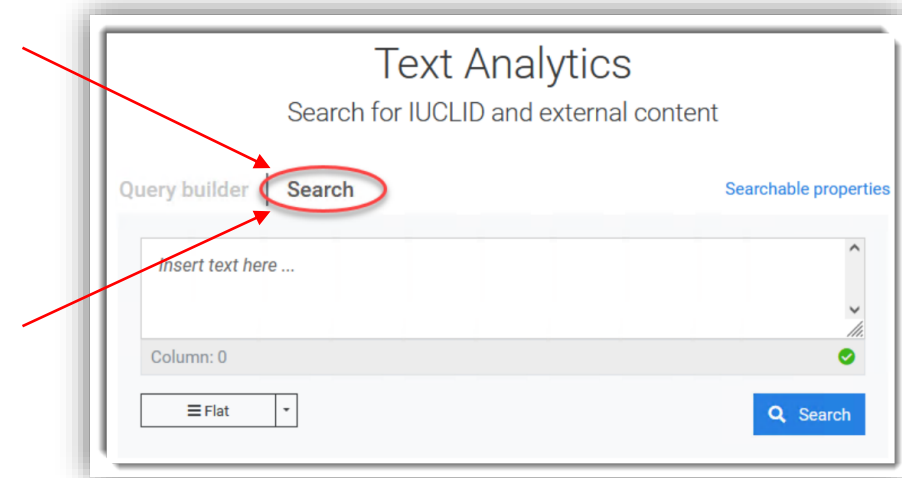 Text Analytics
Search for IUCLID and external content
Query builder | Search
Searchable properties
Insert text here ...
Column: 0
Flat
Search